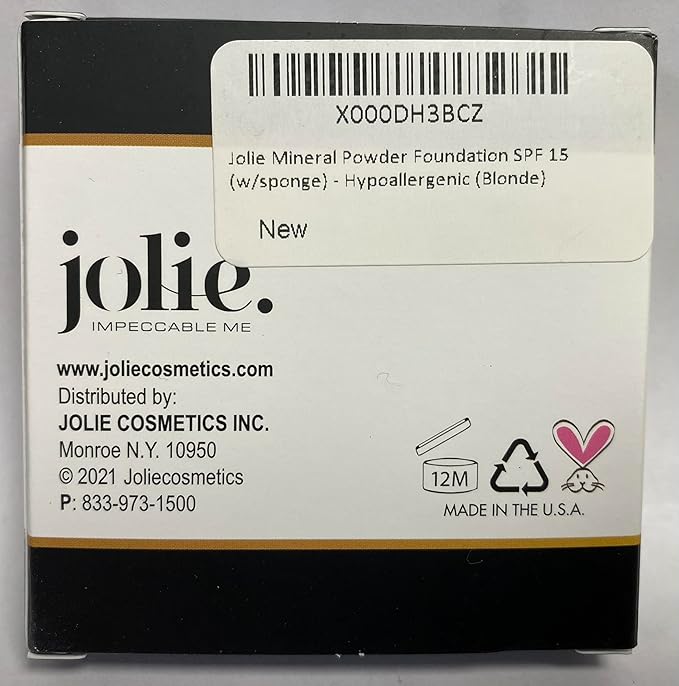 X000DH3BCZ
Jolie Mineral Powder Foundation SPF 15
(w/sponge) - Hypoallergenic (Blonde)
New
jolie.
IMPECCABLE ME
www.joliecosmetics.com
Distributed by:
JOLIE COSMETICS INC.
Monroe N.Y. 10950
© 2021 Joliecosmetics
P: 833-973-1500
12M
MADE IN THE U.S.A.